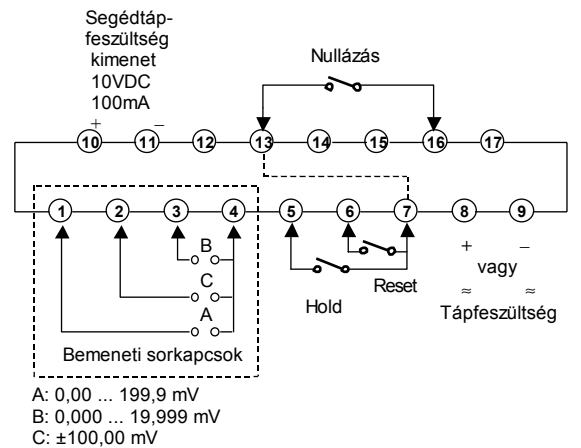 Segédtáp-
feszültség
kimenet
10VDC
100mA
+ –
Nullázás
10 11 12 13 14 15 16 17
1 2 3 4 5 6 7 8 9
B
C
A
Bemeneti sorkapcsok
Hold
Reset
+ –
vagy
≈ ≈
Tápfeszültség
A: 0,00 ... 199,9 mV
B: 0,000 ... 19,999 mV
C: ±100,00 mV